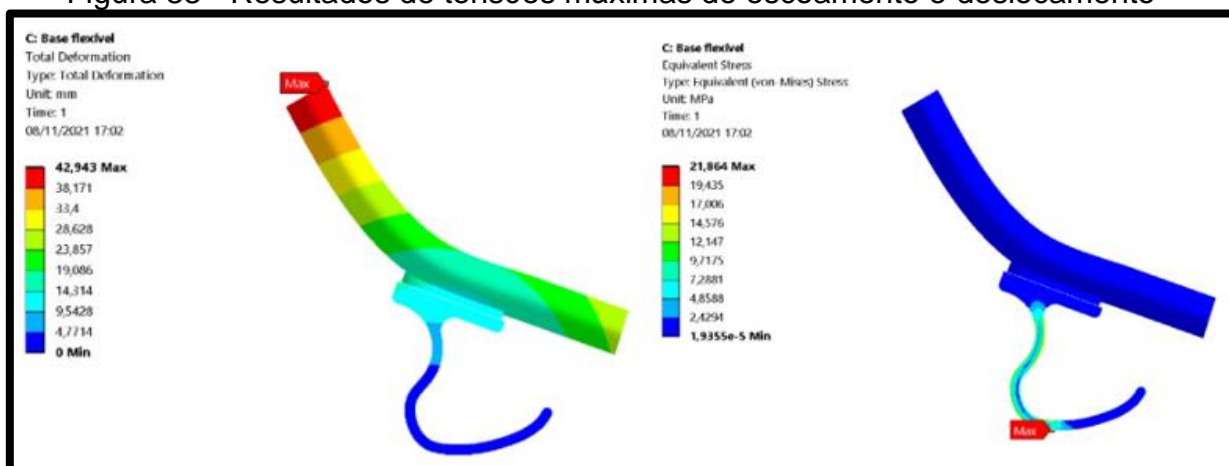 Figura 38 - Resultados de tensões máximas de escoamento e deslocamento
C: Base flexível
Total Deformation
Type: Total Deformation
Unit: mm
Time: 1
08/11/2021 17:02
42,943 Max
38,171
33,4
28,628
23,857
19,086
14,314
9,5428
4,7714
0 Min
Max
C: Base flexível
Equivalent Stress
Type: Equivalent (von-Mises) Stress
Unit: MPa
Time: 1
08/11/2021 17:02
21,864 Max
19,435
17,006
14,576
12,147
9,7175
7,2881
4,8588
2,4294
1,9355e-5 Min
Max